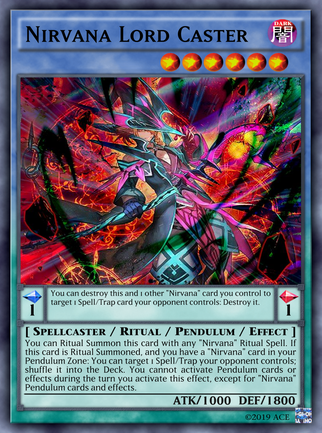 NIRVANA LORD CASTER
DARK
闇
You can destroy this and 1 other "Nirvana" card you control to
target 1 Spell/Trap card your opponent controls: Destroy it.
1
1
[ SPELLCASTER / RITUAL / PENDULUM / EFFECT ]
You can Ritual Summon this card with any "Nirvana" Ritual Spell. If
this card is Ritual Summoned, and you have a "Nirvana" card in your
Pendulum Zone: You can target 1 Spell/Trap your opponent controls;
shuffle it into the Deck. You cannot activate Pendulum cards or
effects during the turn you activate this effect, except for "Nirvana"
Pendulum cards and effects.
ATK/1000 DEF/1800
©2019 ACE